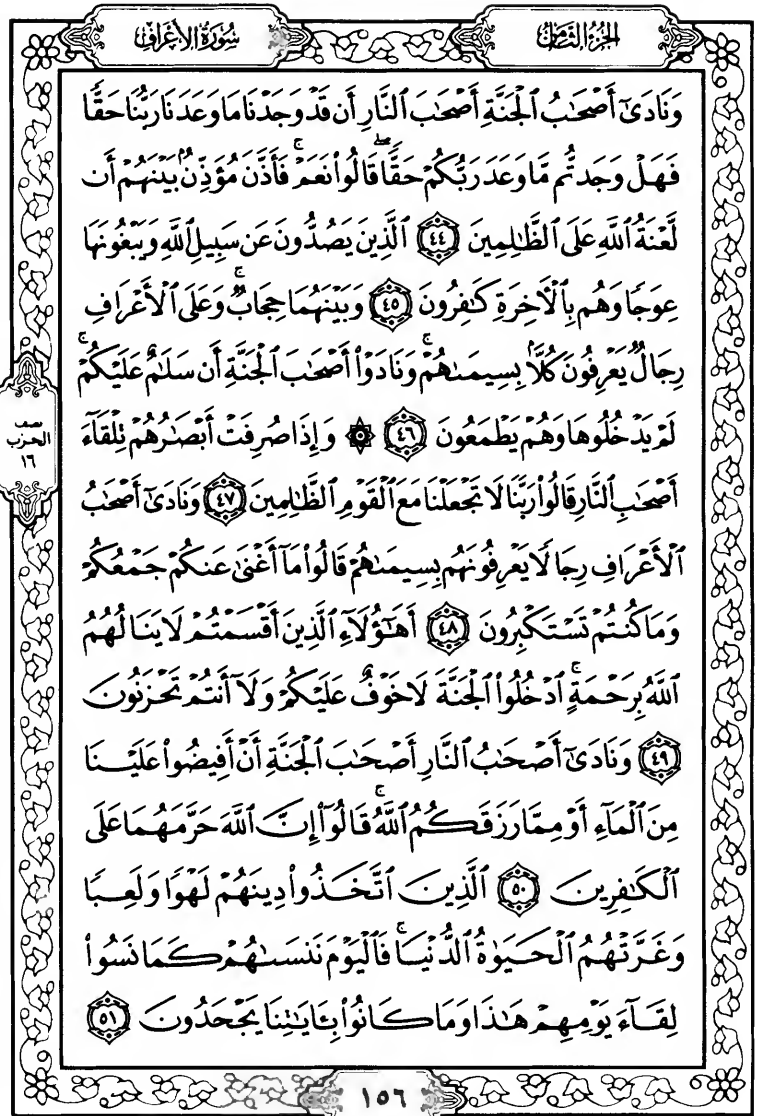 الجزء الثامن
سورة الأعراف
وَنَادَىٰٓ أَصْحَٰبُ ٱلْجَنَّةِ أَصْحَٰبَ ٱلنَّارِ أَن قَدْ وَجَدْنَا مَا وَعَدَنَا رَبُّنَا حَقًّا
فَهَلْ وَجَدتُّم مَّا وَعَدَ رَبُّكُمْ حَقًّا ۖ قَالُوا۟ نَعَمْ ۚ فَأَذَّنَ مُؤَذِّنٌۢ بَيْنَهُمْ أَن
لَّعْنَةُ ٱللَّهِ عَلَى ٱلظَّٰلِمِينَ ٤٤ ٱلَّذِينَ يَصُدُّونَ عَن سَبِيلِ ٱللَّهِ وَيَبْغُونَهَا
عِوَجًا وَهُم بِٱلْءَاخِرَةِ كَٰفِرُونَ ٤٥ وَبَيْنَهُمَا حِجَابٌ ۚ وَعَلَى ٱلْأَعْرَافِ
رِجَالٌ يَعْرِفُونَ كُلًّۢا بِسِيمَىٰهُمْ ۚ وَنَادَوْا۟ أَصْحَٰبَ ٱلْجَنَّةِ أَن سَلَٰمٌ عَلَيْكُمْ ۚ
لَمْ يَدْخُلُوهَا وَهُمْ يَطْمَعُونَ ٤٦ ۞ وَإِذَا صُرِفَتْ أَبْصَٰرُهُمْ تِلْقَآءَ
أَصْحَٰبِ ٱلنَّارِ قَالُوا۟ رَبَّنَا لَا تَجْعَلْنَا مَعَ ٱلْقَوْمِ ٱلظَّٰلِمِينَ ٤٧ وَنَادَىٰٓ أَصْحَٰبُ
ٱلْأَعْرَافِ رِجَالًا يَعْرِفُونَهُم بِسِيمَىٰهُمْ قَالُوا۟ مَآ أَغْنَىٰ عَنكُمْ جَمْعُكُمْ
وَمَا كُنتُمْ تَسْتَكْبِرُونَ ٤٨ أَهَٰٓؤُلَآءِ ٱلَّذِينَ أَقْسَمْتُمْ لَا يَنَالُهُمُ
ٱللَّهُ بِرَحْمَةٍ ۚ ٱدْخُلُوا۟ ٱلْجَنَّةَ لَا خَوْفٌ عَلَيْكُمْ وَلَآ أَنتُمْ تَحْزَنُونَ
٤٩ وَنَادَىٰٓ أَصْحَٰبُ ٱلنَّارِ أَصْحَٰبَ ٱلْجَنَّةِ أَنْ أَفِيضُوا۟ عَلَيْنَا
مِنَ ٱلْمَآءِ أَوْ مِمَّا رَزَقَكُمُ ٱللَّهُ ۚ قَالُوٓا۟ إِنَّ ٱللَّهَ حَرَّمَهُمَا عَلَى
ٱلْكَٰفِرِينَ ٥٠ ٱلَّذِينَ ٱتَّخَذُوا۟ دِينَهُمْ لَهْوًا وَلَعِبًا
وَغَرَّتْهُمُ ٱلْحَيَوٰةُ ٱلدُّنْيَا ۚ فَٱلْيَوْمَ نَنسَىٰهُمْ كَمَا نَسُوا۟
لِقَآءَ يَوْمِهِمْ هَٰذَا وَمَا كَانُوا۟ بِـَٔايَٰتِنَا يَجْحَدُونَ ٥١
نصف
الحزب
١٦
١٥٦